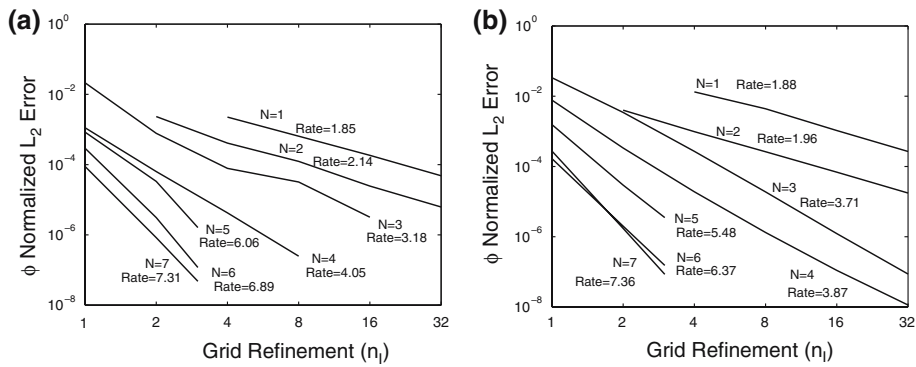 (a)
10^0
10^-2
10^-4
10^-6
10^-8
ϕ Normalized L_2 Error
N=1
Rate=1.85
N=2
Rate=2.14
N=3
Rate=3.18
N=5
Rate=6.06
N=4
Rate=4.05
N=7
Rate=7.31
N=6
Rate=6.89
1 2 4 8 16 32
Grid Refinement (n_l)
(b)
10^0
10^-2
10^-4
10^-6
10^-8
ϕ Normalized L_2 Error
N=1
Rate=1.88
N=2
Rate=1.96
N=3
Rate=3.71
N=5
Rate=5.48
N=6
Rate=6.37
N=7
Rate=7.36
N=4
Rate=3.87
1 2 4 8 16 32
Grid Refinement (n_l)